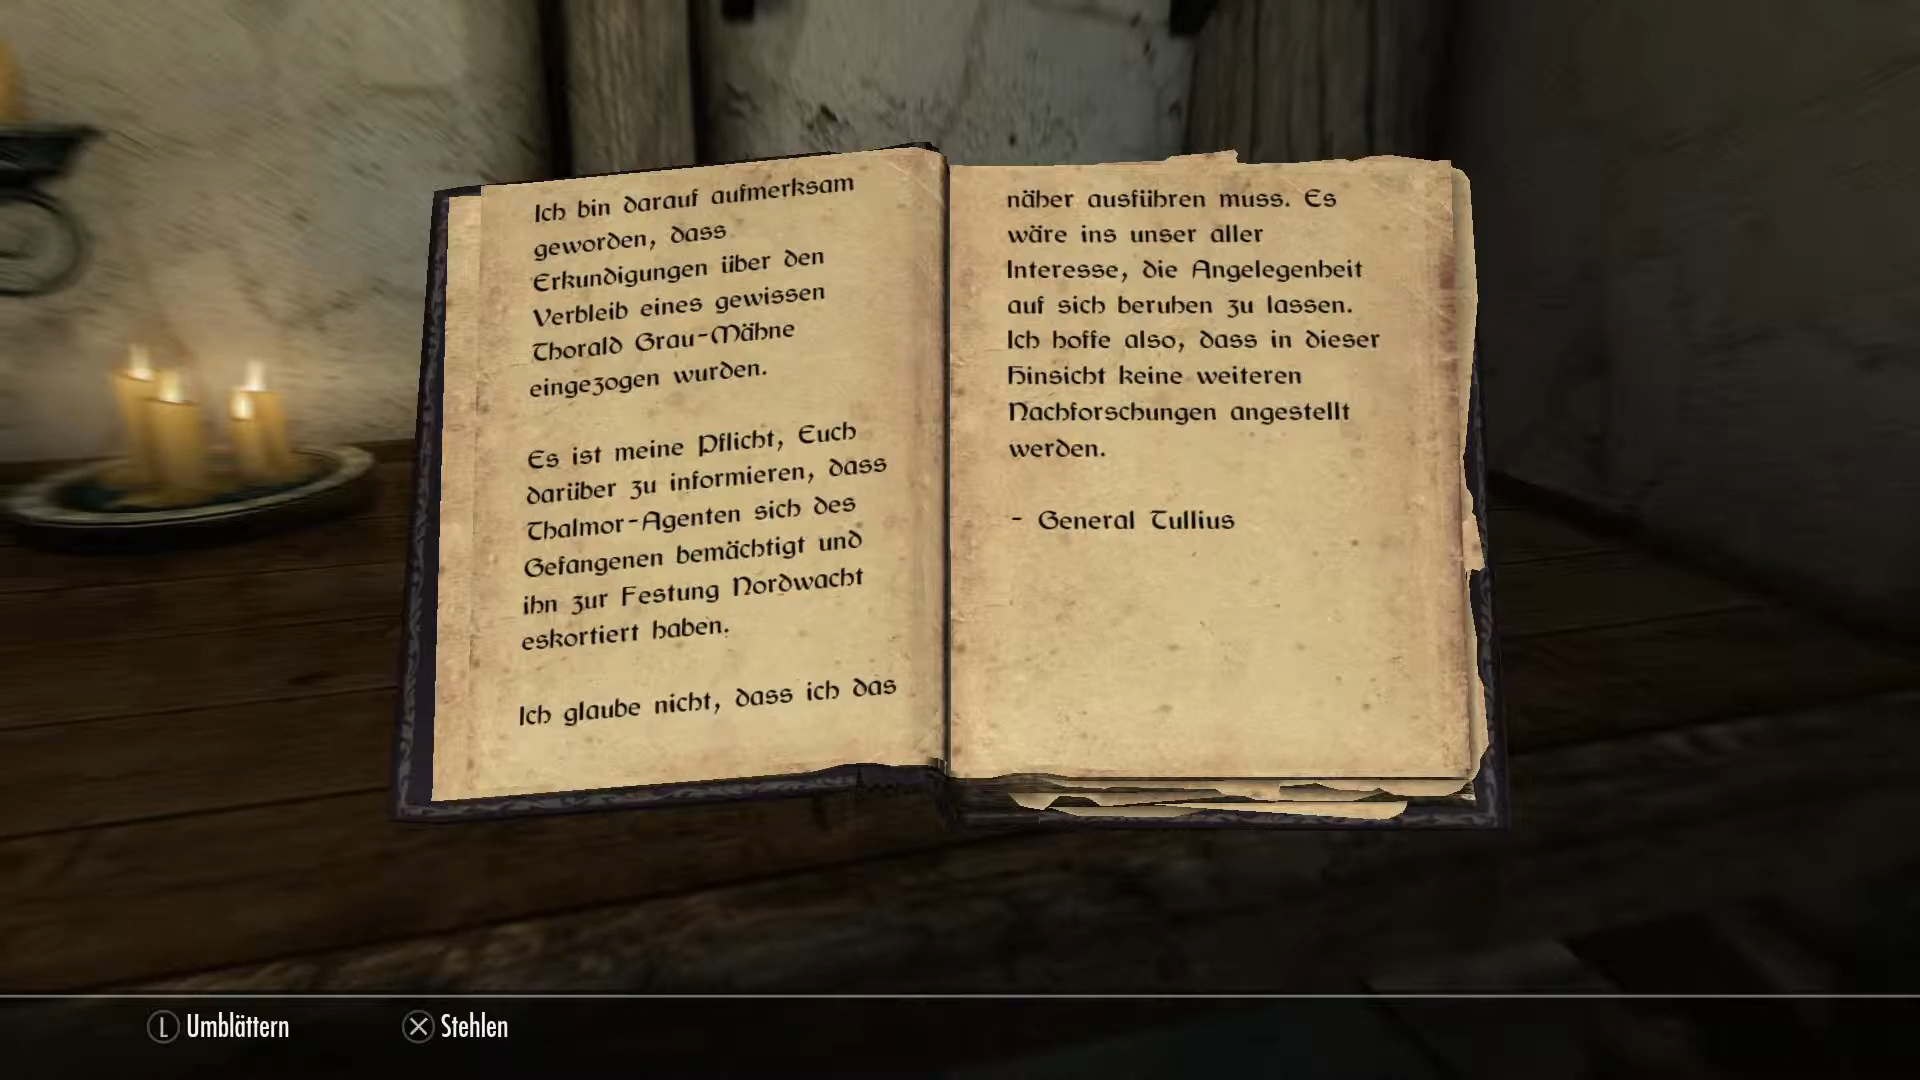 Ich bin darauf aufmerksam
geworden, dass
Erkundigungen über den
Verbleib eines gewissen
Thorald Grau-Mähne
eingezogen wurden.
Es ist meine Pflicht, Euch
darüber zu informieren, dass
Thalmor-Agenten sich des
Gefangenen bemächtigt und
ihn zur Festung Nordwacht
eskortiert haben.
Ich glaube nicht, dass ich das
näher ausführen muss. Es
wäre ins unser aller
Interesse, die Angelegenheit
auf sich beruhen zu lassen.
Ich hoffe also, dass in dieser
Hinsicht keine weiteren
Nachforschungen angestellt
werden.
- General Tullius
L Umblättern
X Stehlen